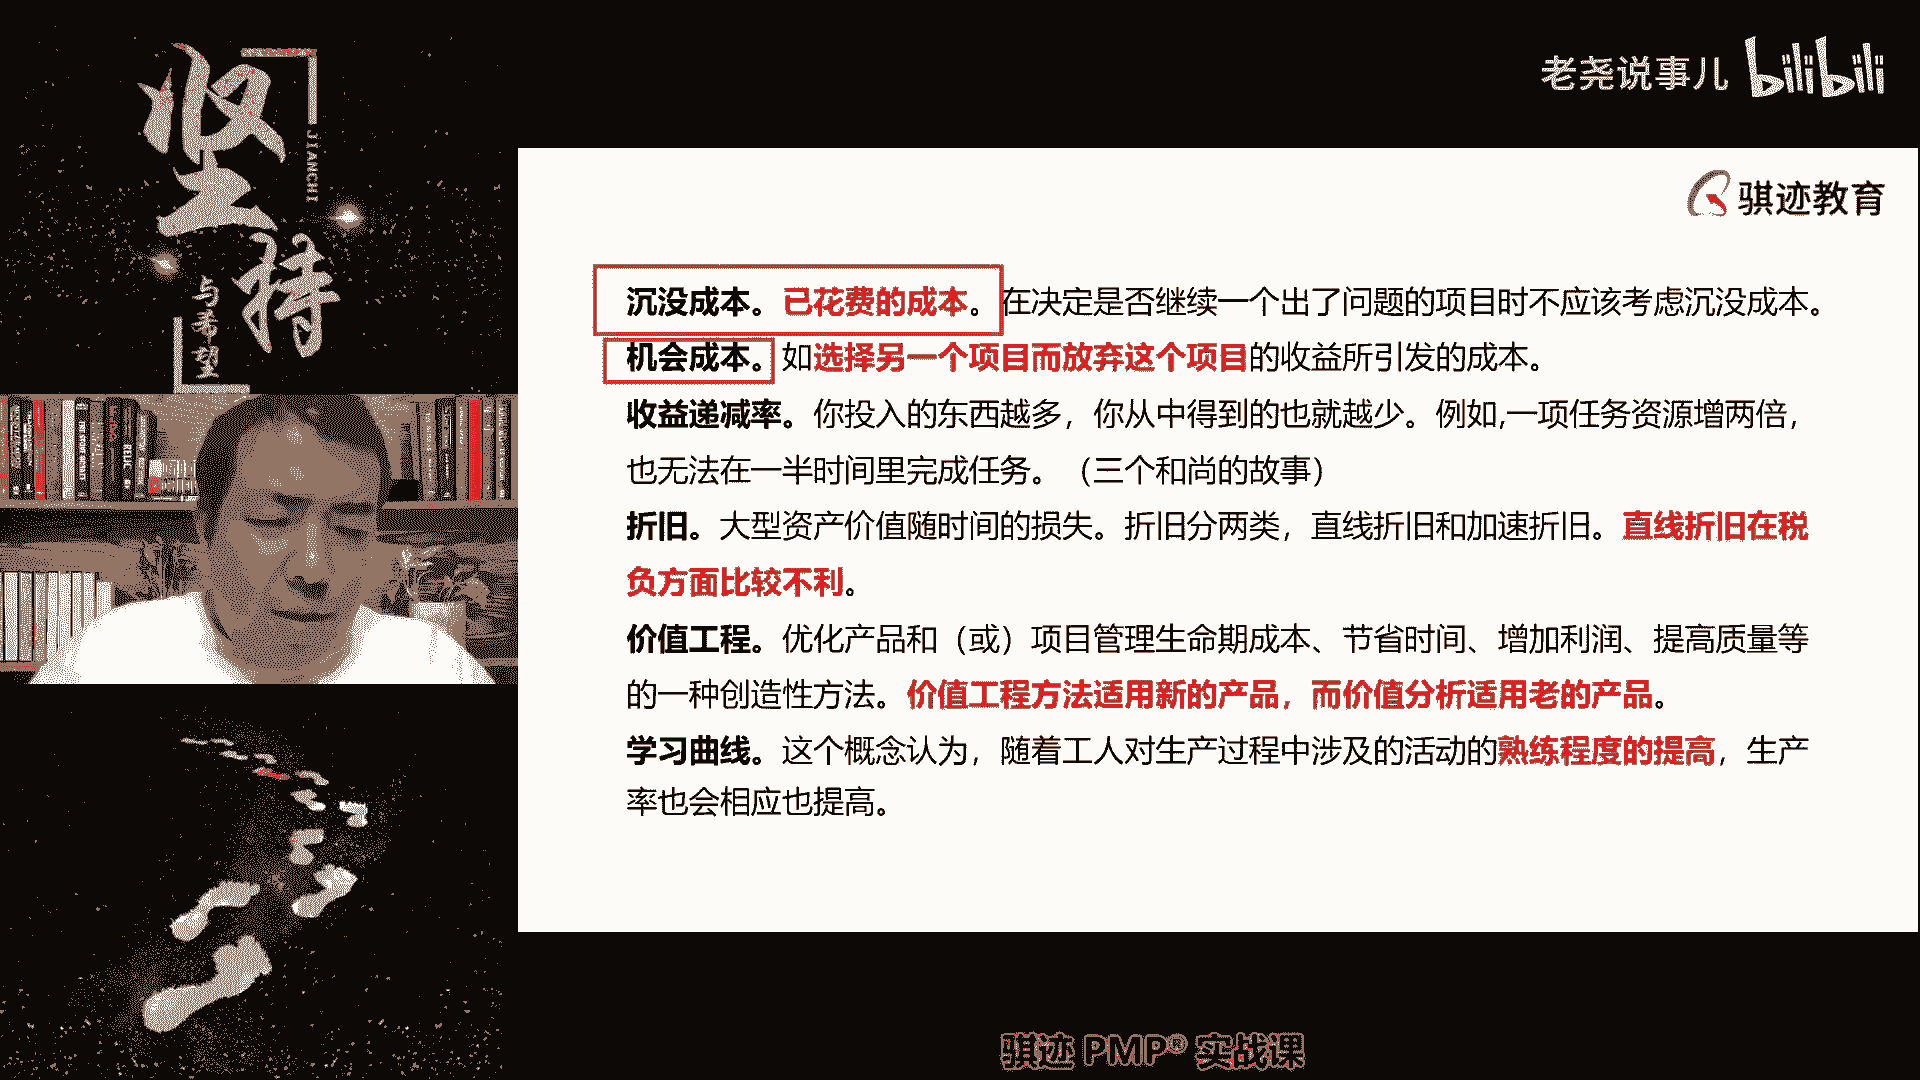 坚持
JIANCHI
与希望
老尧说事儿 bilibili
骐迹教育
沉没成本。已花费的成本。在决定是否继续一个出了问题的项目时不应该考虑沉没成本。
机会成本。如选择另一个项目而放弃这个项目的收益所引发的成本。
收益递减率。你投入的东西越多，你从中得到的也就越少。例如,一项任务资源增两倍，
也无法在一半时间里完成任务。（三个和尚的故事）
折旧。大型资产价值随时间的损失。折旧分两类，直线折旧和加速折旧。直线折旧在税
负方面比较不利。
价值工程。优化产品和（或）项目管理生命期成本、节省时间、增加利润、提高质量等
的一种创造性方法。价值工程方法适用新的产品，而价值分析适用老的产品。
学习曲线。这个概念认为，随着工人对生产过程中涉及的活动的熟练程度的提高，生产
率也会相应也提高。
骐迹 PMP® 实战课